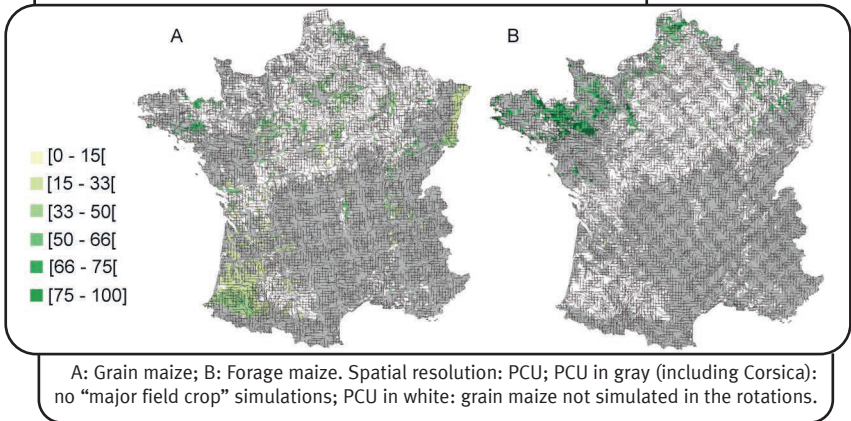 A
B
[0 - 15[
[15 - 33[
[33 - 50[
[50 - 66[
[66 - 75[
[75 - 100]
A: Grain maize; B: Forage maize. Spatial resolution: PCU; PCU in gray (including Corsica):
no “major field crop” simulations; PCU in white: grain maize not simulated in the rotations.